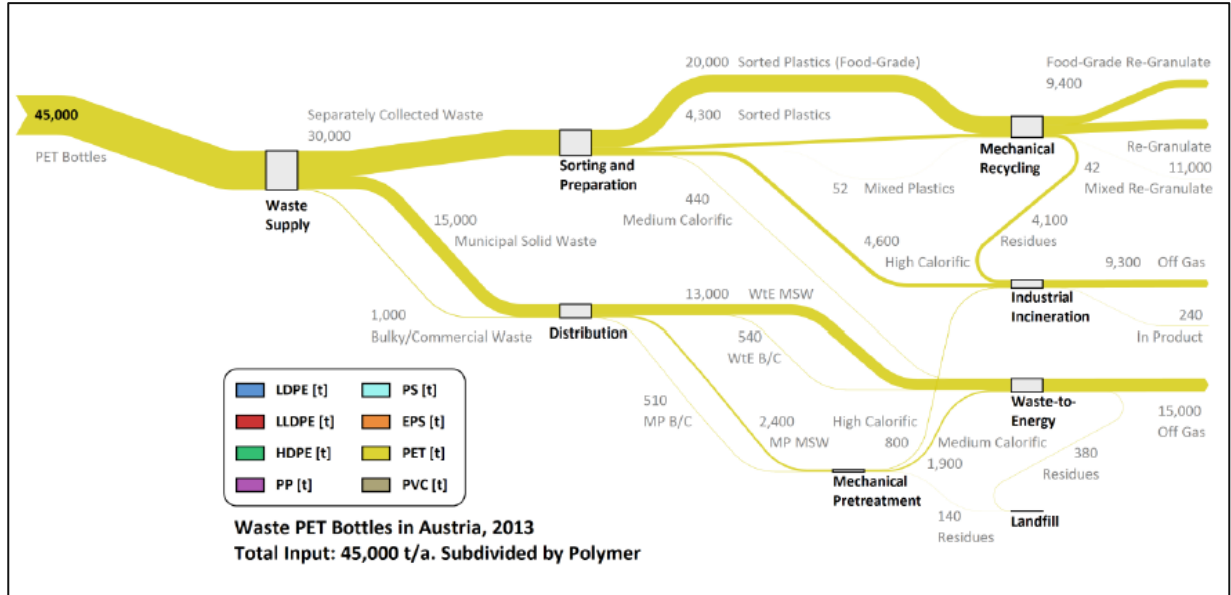 20,000 Sorted Plastics (Food-Grade)
Food-Grade Re-Granulate
9,400
45,000
Separately Collected Waste
30,000
4,300 Sorted Plastics
PET Bottles
Sorting and
Preparation
Mechanical
Recycling
Re-Granulate
11,000
42
Mixed Re-Granulate
52 Mixed Plastics
Waste
Supply
440
Medium Calorific
15,000
Municipal Solid Waste
4,100
Residues
4,600
High Calorific
9,300 Off Gas
13,000 WtE MSW
Industrial
Incineration
240
In Product
1,000
Bulky/Commercial Waste
Distribution
540
WtE B/C
LDPE [t]
PS [t]
LLDPE [t]
EPS [t]
HDPE [t]
PET [t]
PP [t]
PVC [t]
510
MP B/C
2,400
MP MSW
High Calorific
800
Medium Calorific
1,900
Waste-to-
Energy
15,000
Off Gas
380
Residues
Mechanical
Pretreatment
140
Residues
Landfill
Waste PET Bottles in Austria, 2013
Total Input: 45,000 t/a. Subdivided by Polymer